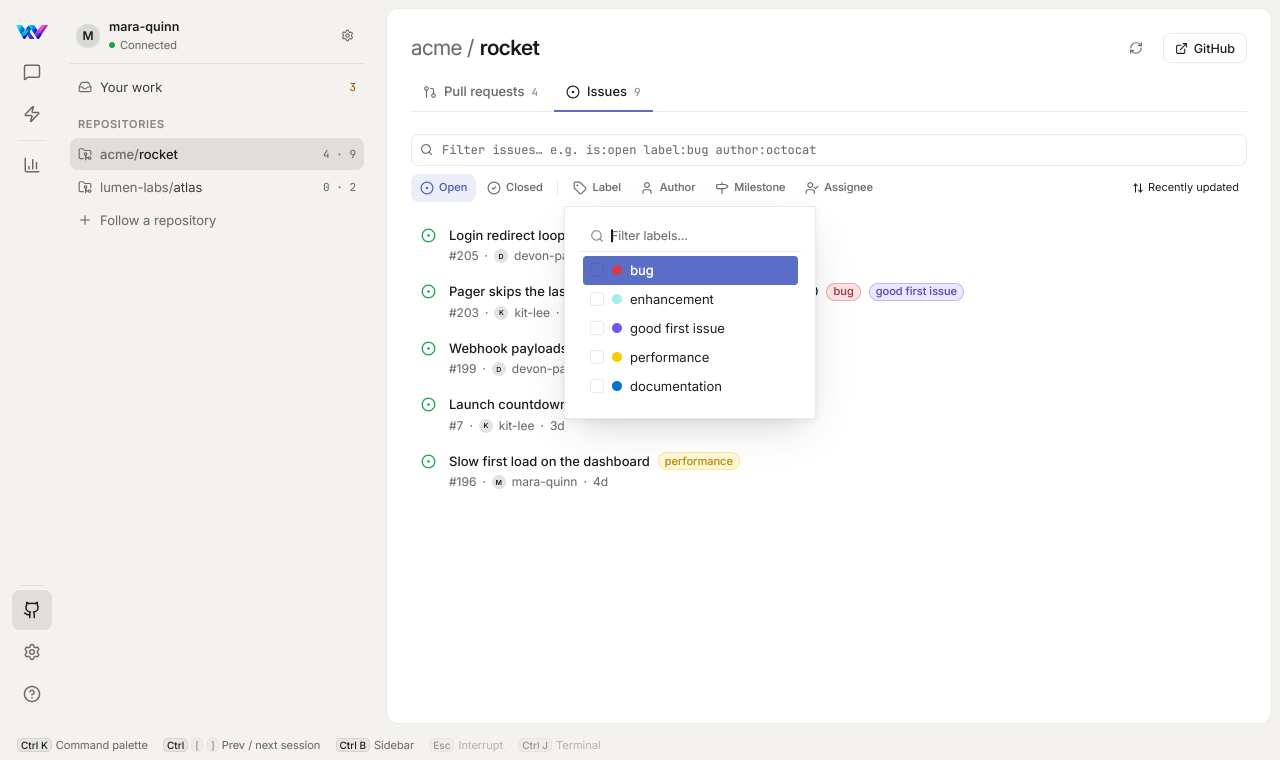 mara-quinn
Connected
Your work 3
REPOSITORIES
acme/rocket 4 · 9
lumen-labs/atlas 0 · 2
Follow a repository
acme / rocket
GitHub
Pull requests 4
Issues 9
Filter issues… e.g. is:open label:bug author:octocat
Open
Closed
Label
Author
Milestone
Assignee
Recently updated
Login redirect loop
#205 · D devon-pa
Pager skips the las
bug
good first issue
#203 · K kit-lee ·
Webhook payloads
#199 · D devon-pa
Launch countdown
#7 · K kit-lee · 3d
Slow first load on the dashboard performance
#196 · M mara-quinn · 4d
Filter labels...
bug
enhancement
good first issue
performance
documentation
M
Ctrl K Command palette · Ctrl [ ] Prev / next session · Ctrl B Sidebar · Esc Interrupt · Ctrl J Terminal